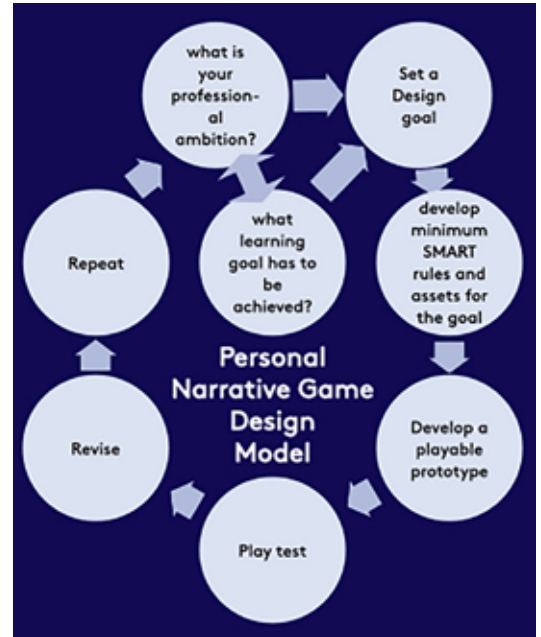 what is
your
profession-
al
ambition?
Set a
Design
goal
what
learning
goal has to
be
achieved?
develop
minimum
SMART
rules and
assets for
the goal
Repeat
Personal
Narrative Game
Design
Model
Revise
Develop a
playable
prototype
Play test